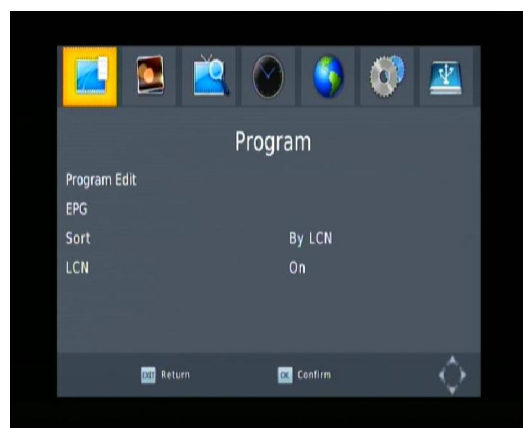 Program
Program Edit
EPG
Sort By LCN
LCN On
EXIT Return OK Confirm